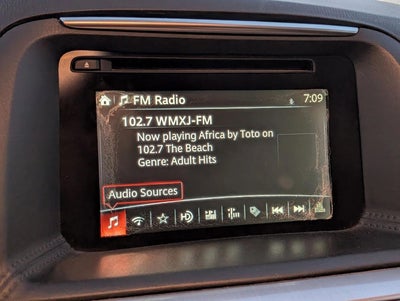 FM Radio
7:09
102.7 WMXJ-FM
Now playing Africa by Toto on
102.7 The Beach
Genre: Adult Hits
Audio Sources